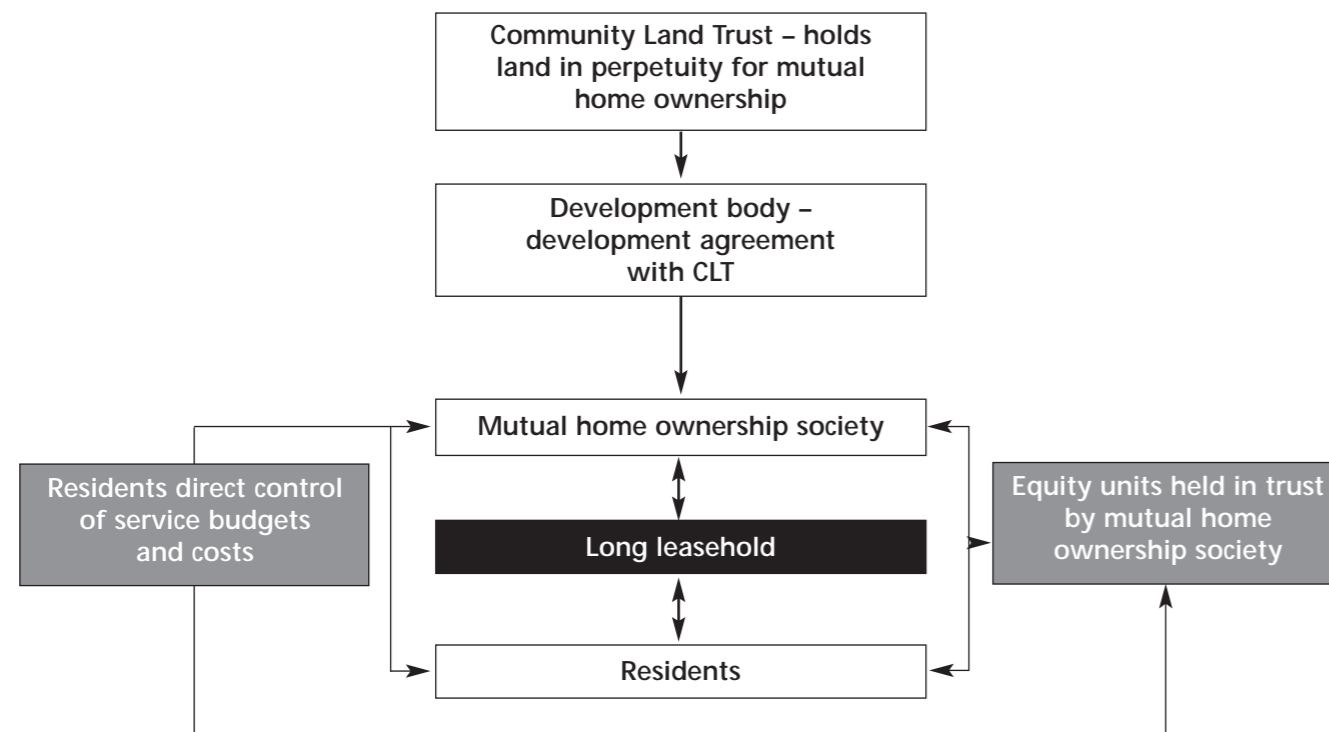 Community Land Trust – holds
land in perpetuity for mutual
home ownership
Development body –
development agreement
with CLT
Mutual home ownership society
Residents direct control
of service budgets
and costs
Equity units held in trust
by mutual home
ownership society
Long leasehold
Residents